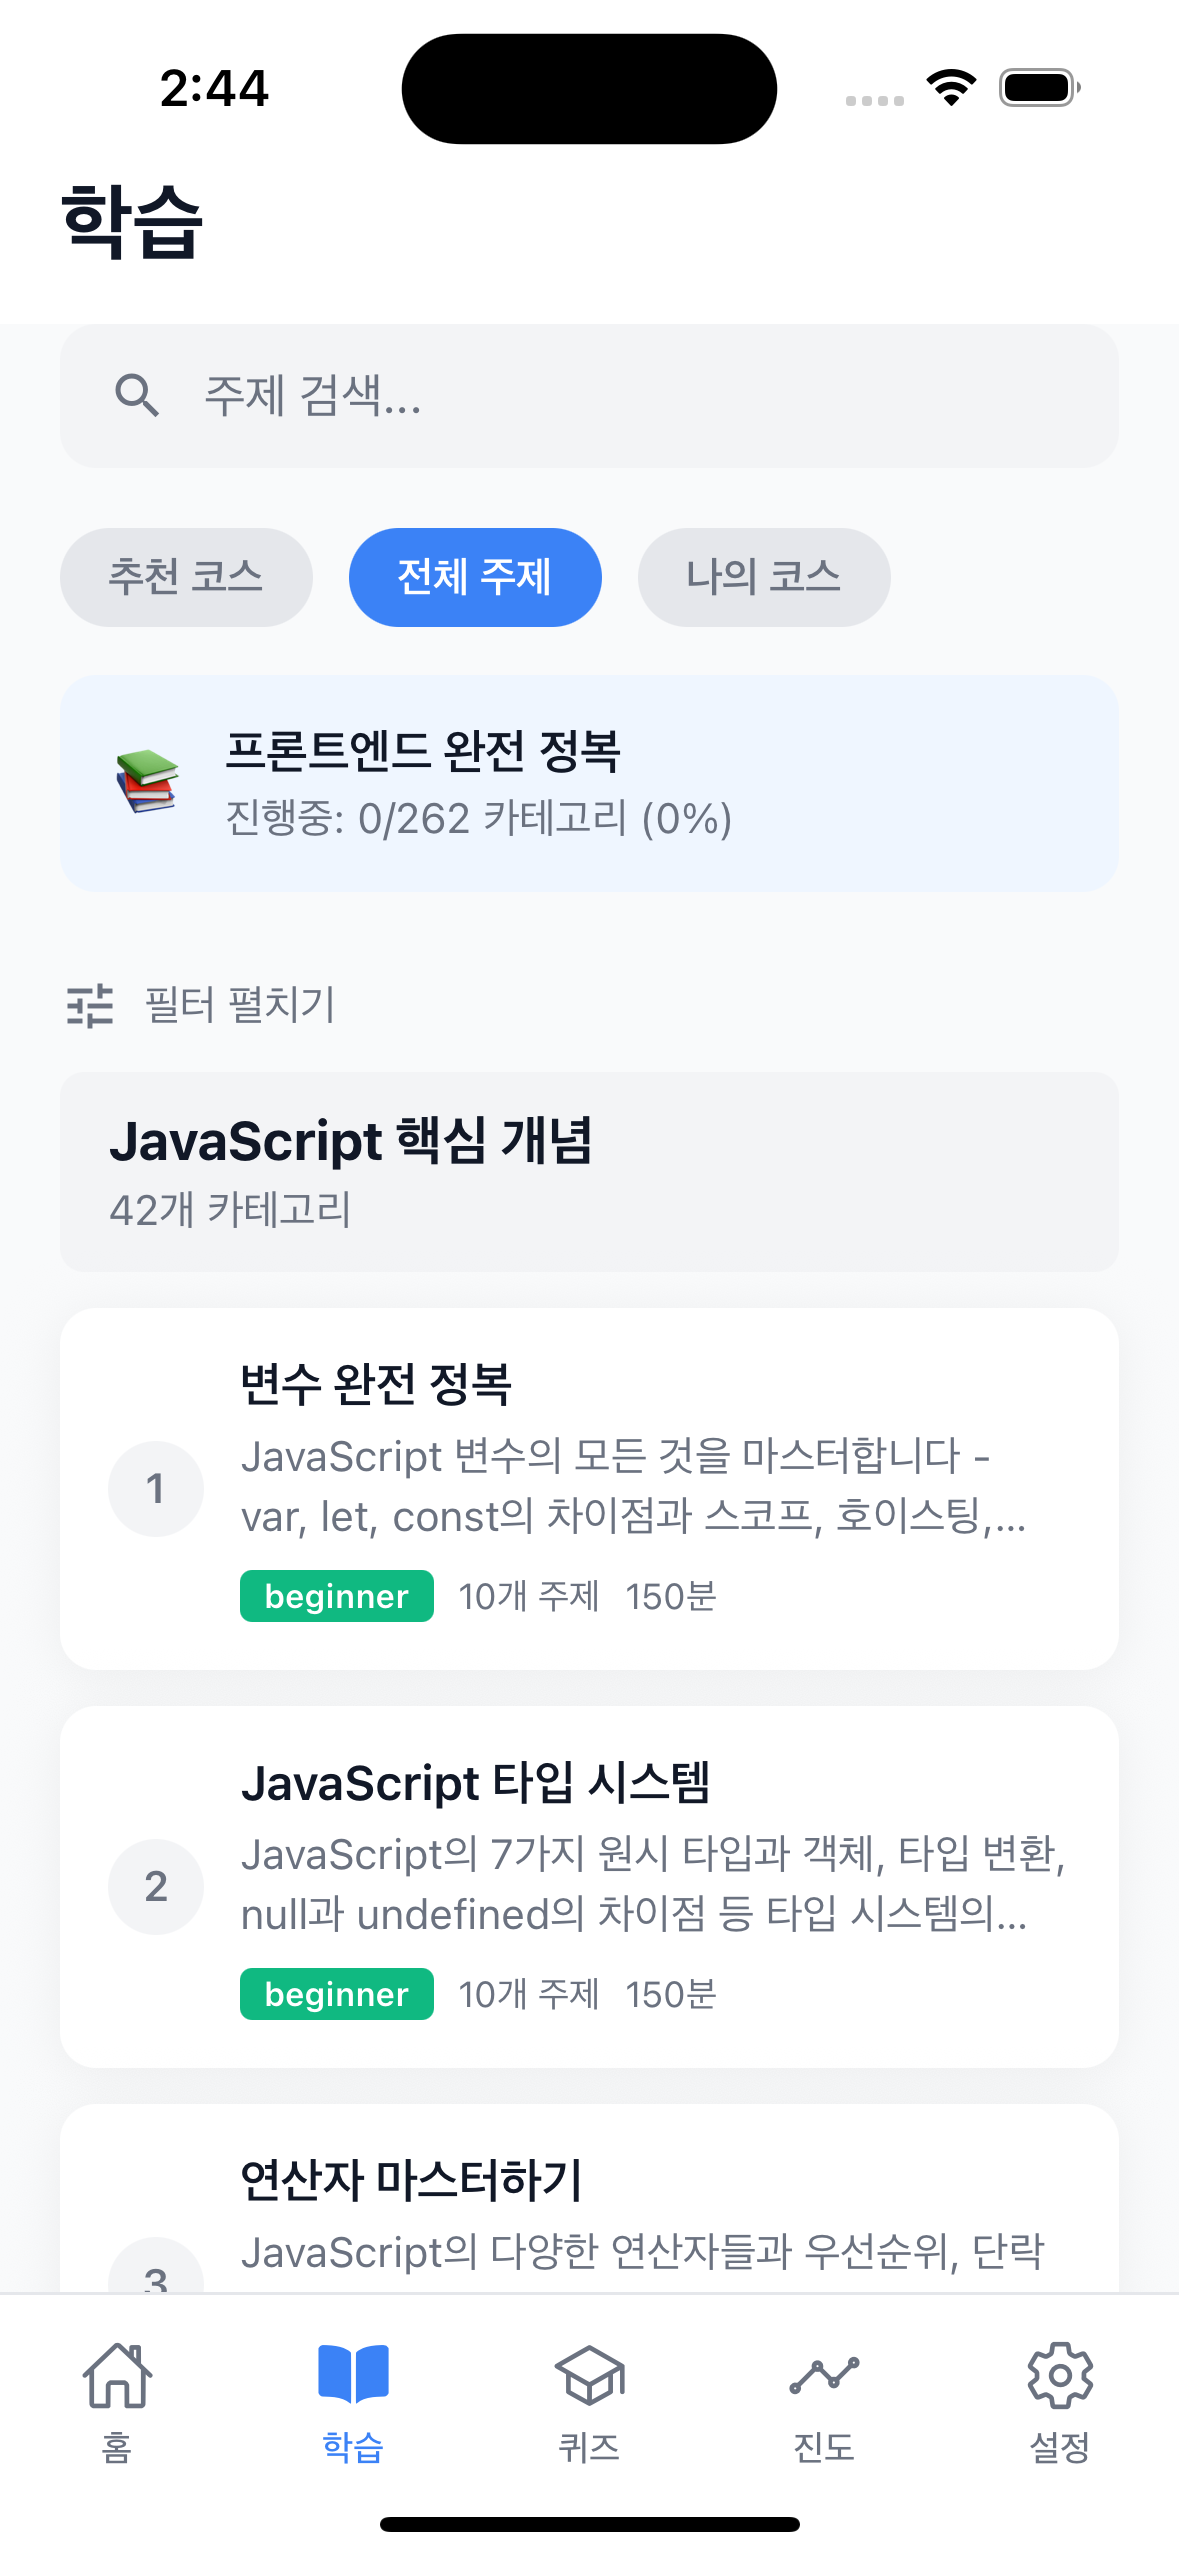 2:44
학습
주제 검색...
추천 코스
전체 주제
나의 코스
프론트엔드 완전 정복
진행중: 0/262 카테고리 (0%)
필터 펼치기
JavaScript 핵심 개념
42개 카테고리
변수 완전 정복
1
JavaScript 변수의 모든 것을 마스터합니다 -
var, let, const의 차이점과 스코프, 호이스팅,...
beginner 10개 주제 150분
JavaScript 타입 시스템
2
JavaScript의 7가지 원시 타입과 객체, 타입 변환,
null과 undefined의 차이점 등 타입 시스템의...
beginner 10개 주제 150분
연산자 마스터하기
3
JavaScript의 다양한 연산자들과 우선순위, 단락
홈
학습
퀴즈
진도
설정